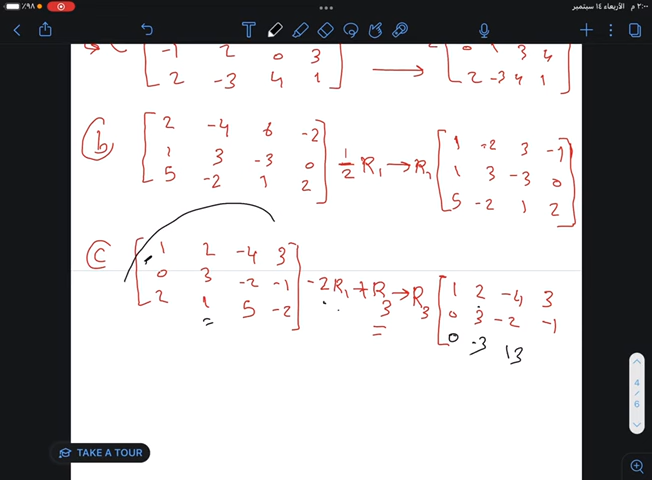 ٢:٠٠ م الأربعاء ١٤ سبتمبر
٩٨٪
-1 2 0 3
2 -3 4 1
0 1 3 4
2 -3 4 1
b
2 -4 6 -2
1 3 -3 0
5 -2 1 2
1/2 R₁ → R₁
1 -2 3 -1
1 3 -3 0
5 -2 1 2
C
1 2 -4 3
0 3 -2 -1
2 1 5 -2
-2R₁ + R₃ → R₃
1 2 -4 3
0 3 -2 -1
0 -3 13
4
6
TAKE A TOUR